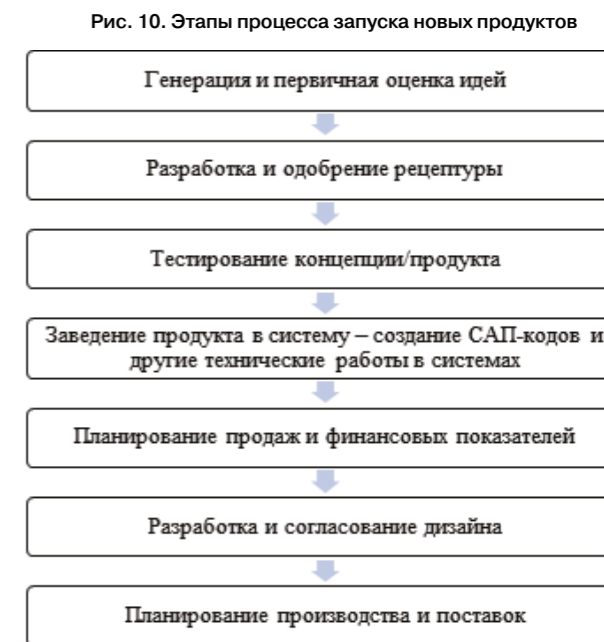 Рис. 10. Этапы процесса запуска новых продуктов
Генерация и первичная оценка идей
Разработка и одобрение рецептуры
Тестирование концепции/продукта
Заведение продукта в систему – создание САП-кодов и
другие технические работы в системах
Планирование продаж и финансовых показателей
Разработка и согласование дизайна
Планирование производства и поставок